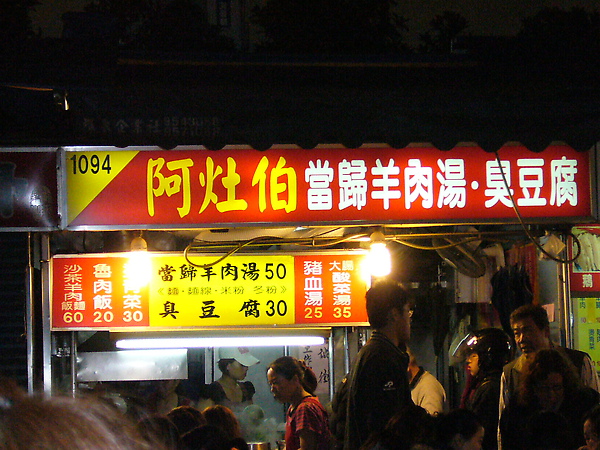 1094
阿灶伯當歸羊肉湯·臭豆腐
沙茶羊肉飯麵60
魯肉飯20
菜30
當歸羊肉湯50
《麵·麵線·米粉 冬粉》
臭豆腐30
豬血湯25
大腸酸菜湯35